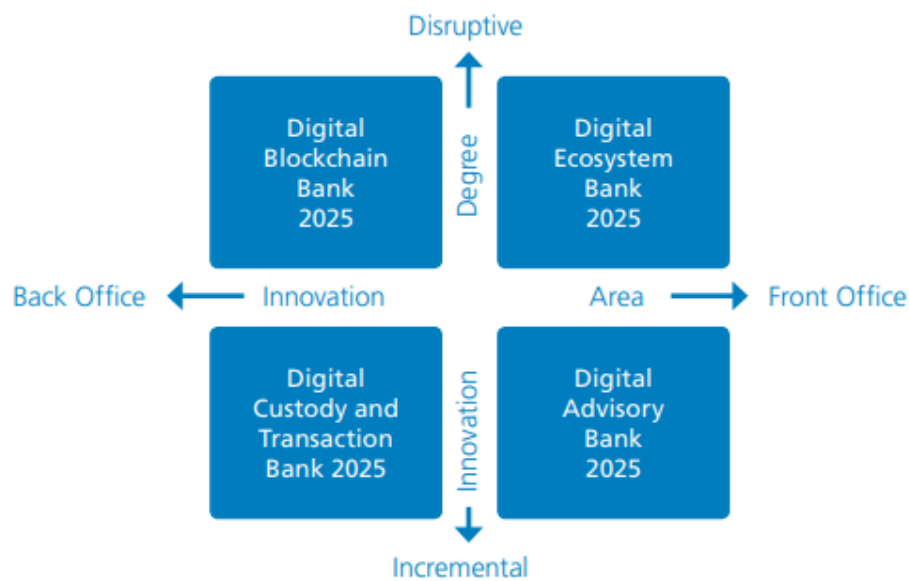 Disruptive
Digital
Blockchain
Bank
2025
Degree
Digital
Ecosystem
Bank
2025
Back Office
Innovation
Area
Front Office
Digital
Custody and
Transaction
Bank 2025
Innovation
Digital
Advisory
Bank
2025
Incremental